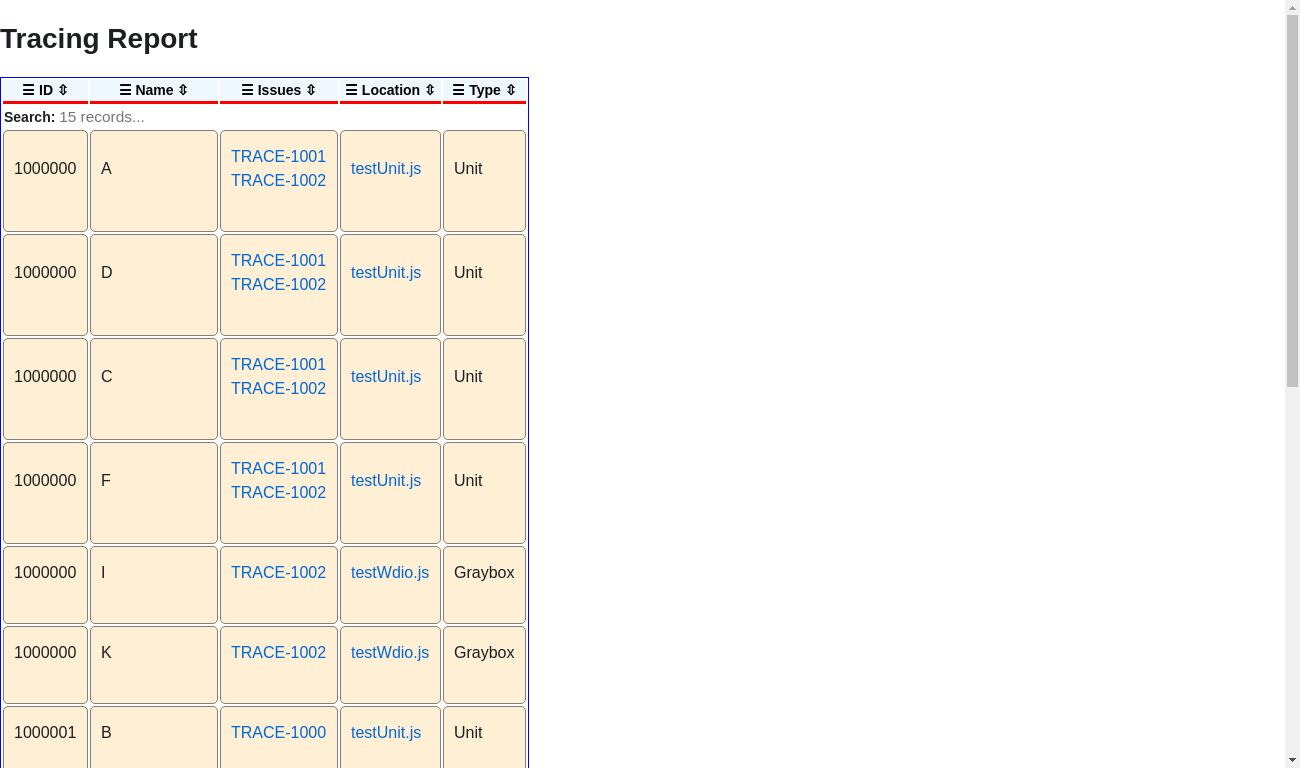 Tracing Report
☰ ID ⇳ ☰ Name ⇳ ☰ Issues ⇳ ☰ Location ⇳ ☰ Type ⇳
Search: 15 records...
1000000 A TRACE-1001 TRACE-1002 testUnit.js Unit
1000000 D TRACE-1001 TRACE-1002 testUnit.js Unit
1000000 C TRACE-1001 TRACE-1002 testUnit.js Unit
1000000 F TRACE-1001 TRACE-1002 testUnit.js Unit
1000000 I TRACE-1002 testWdio.js Graybox
1000000 K TRACE-1002 testWdio.js Graybox
1000001 B TRACE-1000 testUnit.js Unit